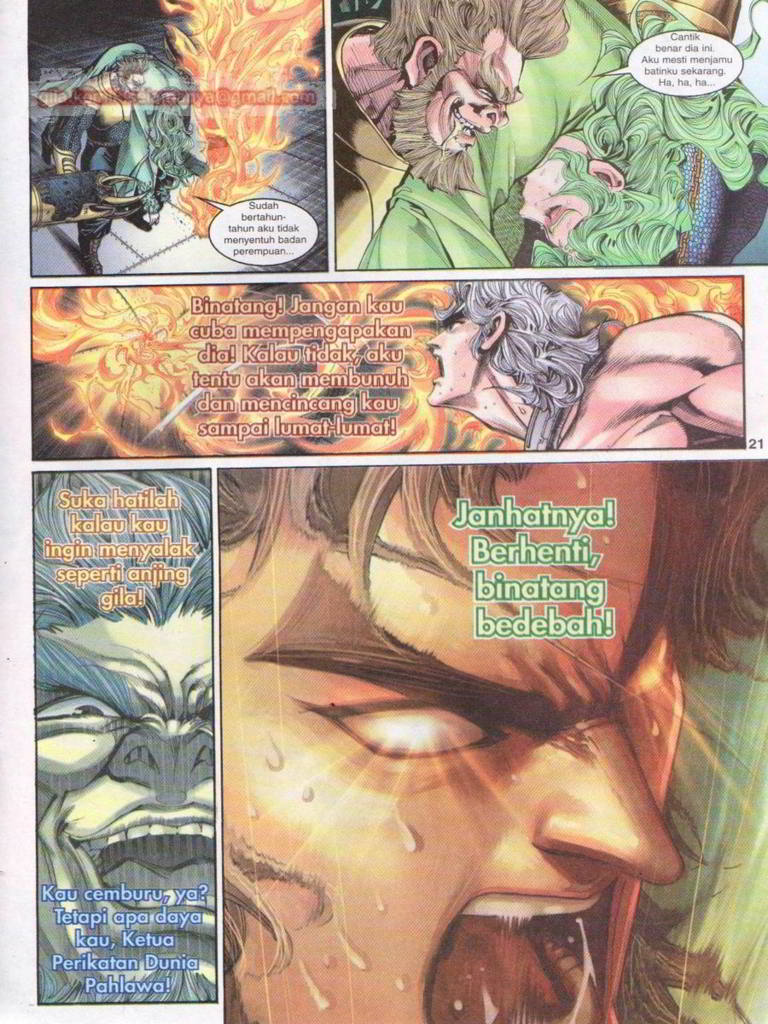 Sudah
bertahun-
tahun aku tidak
menyentuh badan
perempuan...
Cantik
benar dia ini.
Aku mesti menjamu
batinku sekarang.
Ha, ha, ha...
Binatang! Jangan kau
cuba mempengapakan
dia! Kalau tidak, aku
tentu akan membunuh
dan mencincang kau
sampai lumat-lumat!
21
Suka hatilah
kalau kau
ingin menyalak
seperti anjing
gila!
Kau cemburu, ya?
Tetapi apa daya
kau, Ketua
Perikatan Dunia
Pahlawa!
Janhatnya!
Berhenti,
binatang
bedebah!